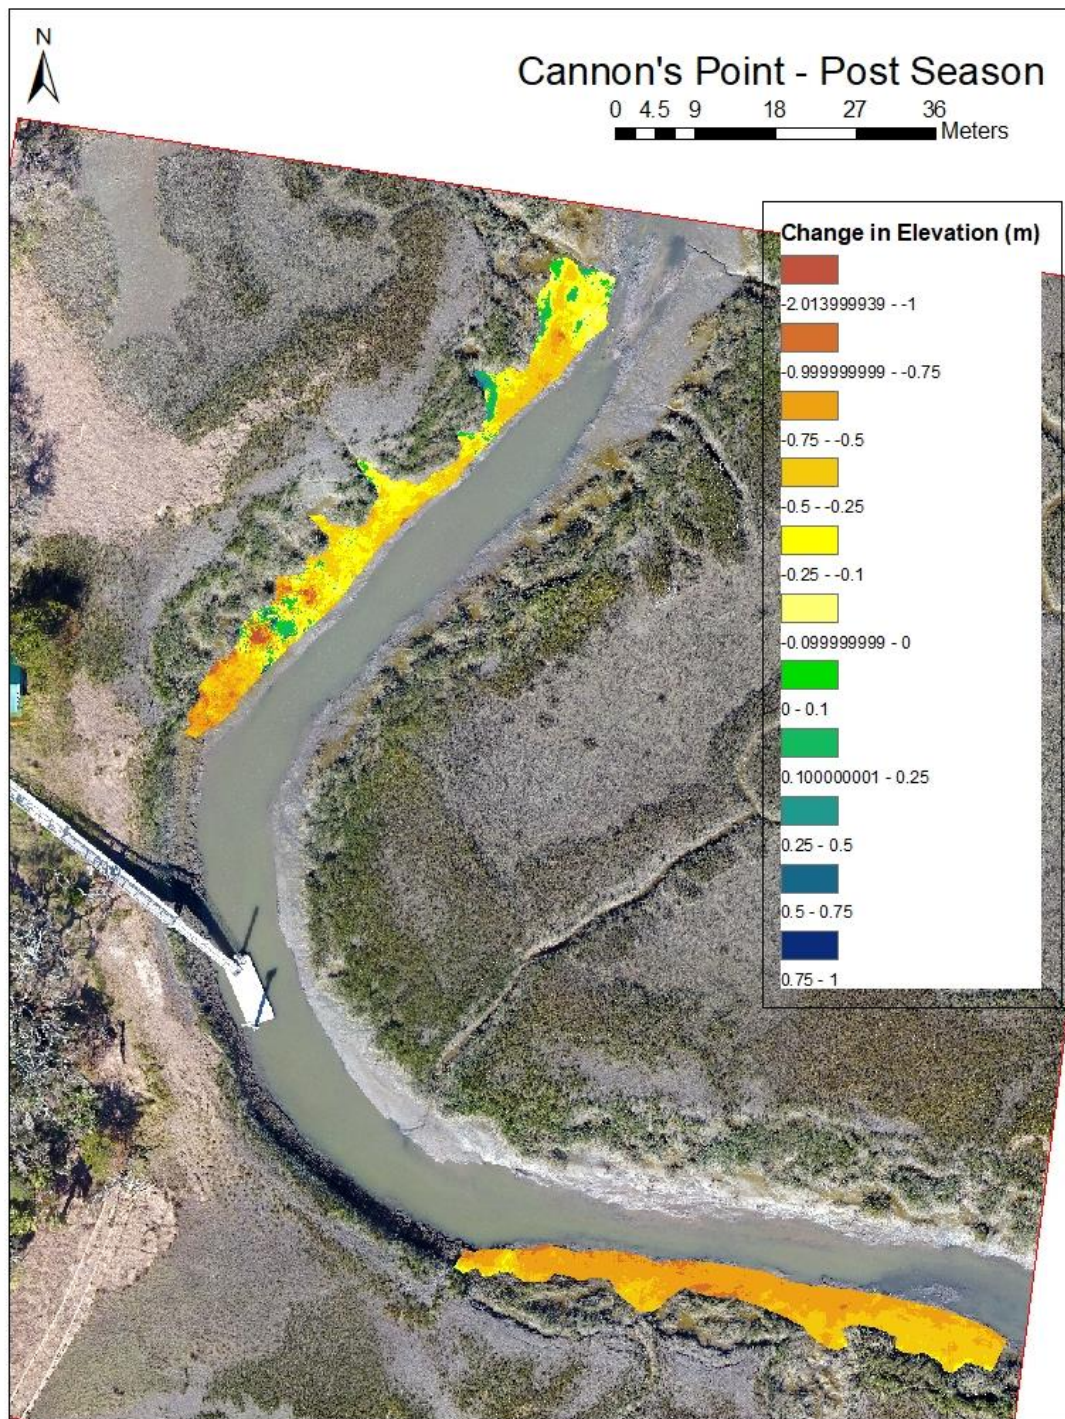 N
Cannon's Point - Post Season
0 4.5 9 18 27 36
Meters
Change in Elevation (m)
-2.013999939 - -1
-0.999999999 - -0.75
-0.75 - -0.5
-0.5 - -0.25
-0.25 - -0.1
-0.099999999 - 0
0 - 0.1
0.100000001 - 0.25
0.25 - 0.5
0.5 - 0.75
0.75 - 1